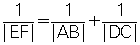 1/|EF| = 1/|AB| + 1/|DC|